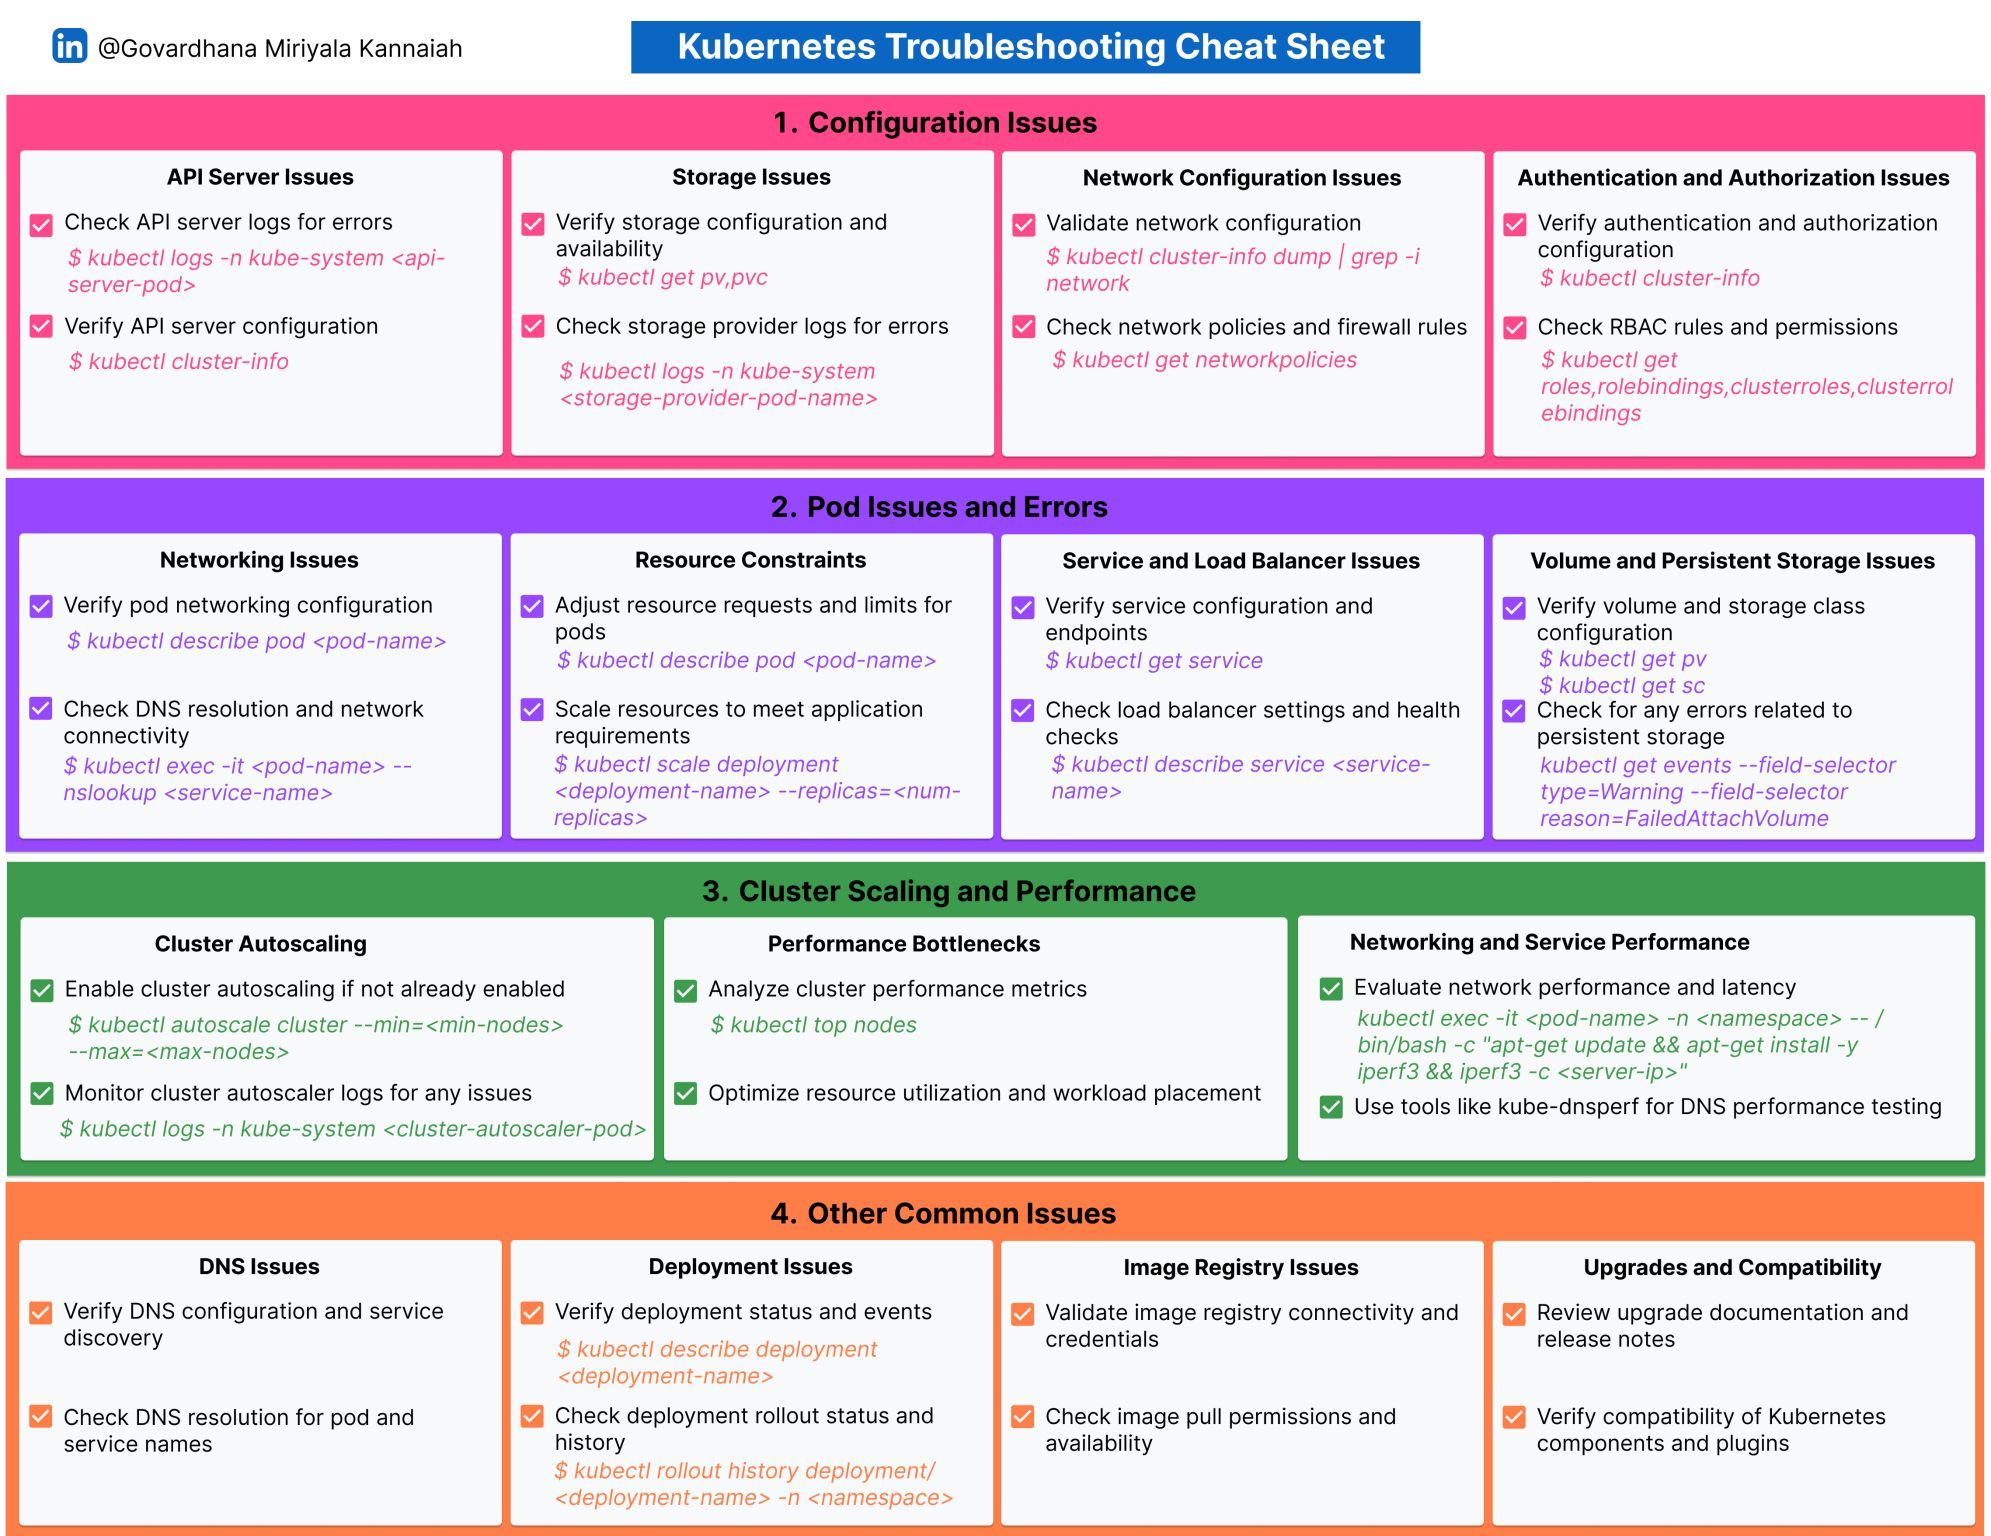 in @Govardhana Miriyala Kannaiah
Kubernetes Troubleshooting Cheat Sheet
1. Configuration Issues
API Server Issues
Check API server logs for errors
$ kubectl logs -n kube-system <api-
server-pod>
Verify API server configuration
$ kubectl cluster-info
Storage Issues
Verify storage configuration and
availability
$ kubectl get pv,pvc
Check storage provider logs for errors
$ kubectl logs -n kube-system
<storage-provider-pod-name>
Network Configuration Issues
Validate network configuration
$ kubectl cluster-info dump | grep -i
network
Check network policies and firewall rules
$ kubectl get networkpolicies
Authentication and Authorization Issues
Verify authentication and authorization
configuration
$ kubectl cluster-info
Check RBAC rules and permissions
$ kubectl get
roles,rolebindings,clusterroles,clusterrol
ebindings
2. Pod Issues and Errors
Networking Issues
Verify pod networking configuration
$ kubectl describe pod <pod-name>
Check DNS resolution and network
connectivity
$ kubectl exec -it <pod-name> --
nslookup <service-name>
Resource Constraints
Adjust resource requests and limits for
pods
$ kubectl describe pod <pod-name>
Scale resources to meet application
requirements
$ kubectl scale deployment
<deployment-name> --replicas=<num-
replicas>
Service and Load Balancer Issues
Verify service configuration and
endpoints
$ kubectl get service
Check load balancer settings and health
checks
$ kubectl describe service <service-
name>
Volume and Persistent Storage Issues
Verify volume and storage class
configuration
$ kubectl get pv
$ kubectl get sc
Check for any errors related to
persistent storage
kubectl get events --field-selector
type=Warning --field-selector
reason=FailedAttachVolume
3. Cluster Scaling and Performance
Cluster Autoscaling
Enable cluster autoscaling if not already enabled
$ kubectl autoscale cluster --min=<min-nodes>
--max=<max-nodes>
Monitor cluster autoscaler logs for any issues
$ kubectl logs -n kube-system <cluster-autoscaler-pod>
Performance Bottlenecks
Analyze cluster performance metrics
$ kubectl top nodes
Optimize resource utilization and workload placement
Networking and Service Performance
Evaluate network performance and latency
kubectl exec -it <pod-name> -n <namespace> -- /
bin/bash -c "apt-get update && apt-get install -y
iperf3 && iperf3 -c <server-ip>"
Use tools like kube-dnsperf for DNS performance testing
4. Other Common Issues
DNS Issues
Verify DNS configuration and service
discovery
Check DNS resolution for pod and
service names
Deployment Issues
Verify deployment status and events
$ kubectl describe deployment
<deployment-name>
Check deployment rollout status and
history
$ kubectl rollout history deployment/
<deployment-name> -n <namespace>
Image Registry Issues
Validate image registry connectivity and
credentials
Check image pull permissions and
availability
Upgrades and Compatibility
Review upgrade documentation and
release notes
Verify compatibility of Kubernetes
components and plugins